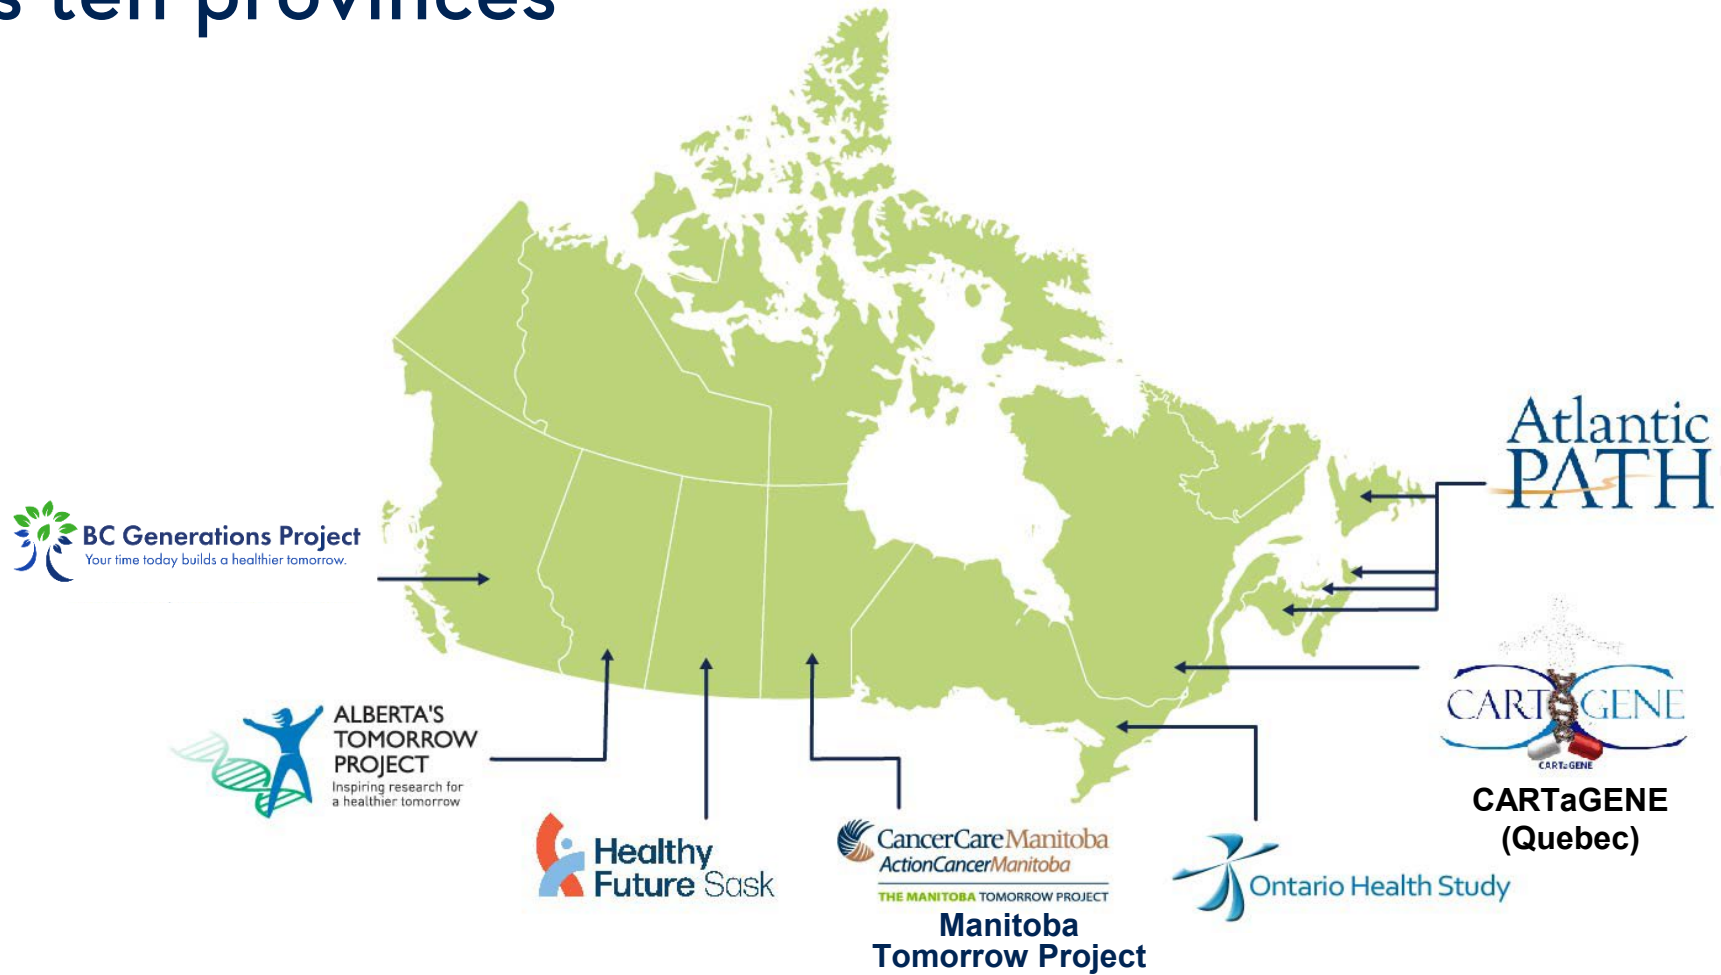 s ten provinces
Atlantic
PATH
BC Generations Project
Your time today builds a healthier tomorrow.
CARTaGENE
CARTaGENE
CARTaGENE
(Quebec)
ALBERTA'S
TOMORROW
PROJECT
Inspiring research for
a healthier tomorrow
Healthy
Future Sask
CancerCare Manitoba
ActionCancerManitoba
THE MANITOBA TOMORROW PROJECT
Manitoba
Tomorrow Project
Ontario Health Study